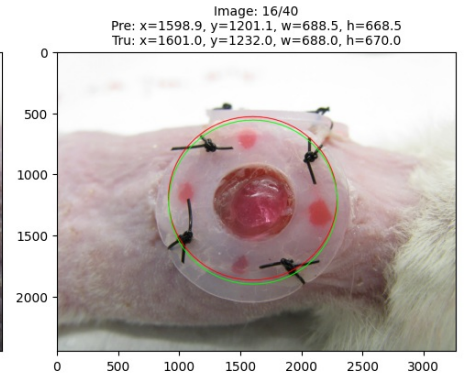 Image: 16/40
Pre: x=1598.9, y=1201.1, w=688.5, h=668.5
Tru: x=1601.0, y=1232.0, w=688.0, h=670.0
0
500
1000
1500
2000
0 500 1000 1500 2000 2500 3000